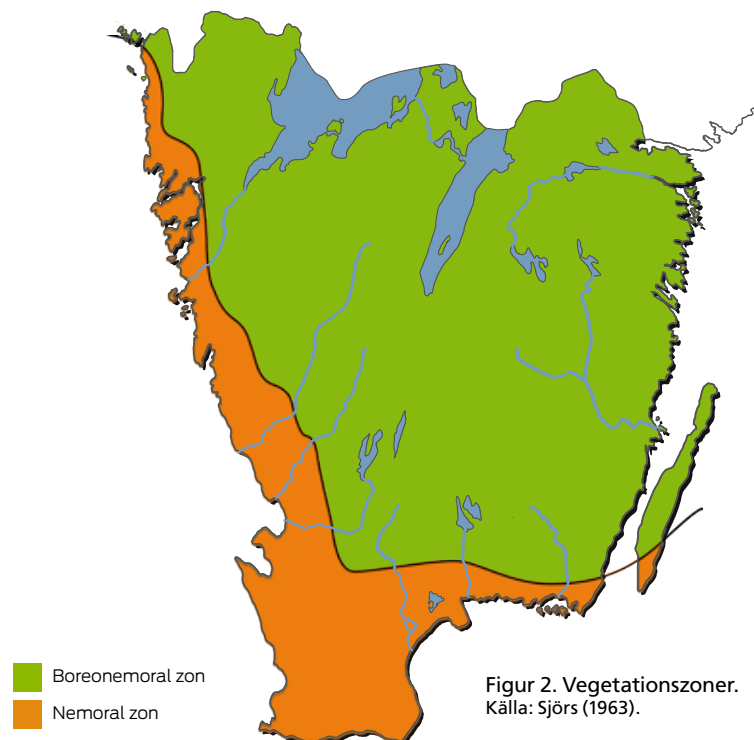 Boreonemoral zon
Nemoral zon
Figur 2. Vegetationszoner.
Källa: Sjörs (1963).